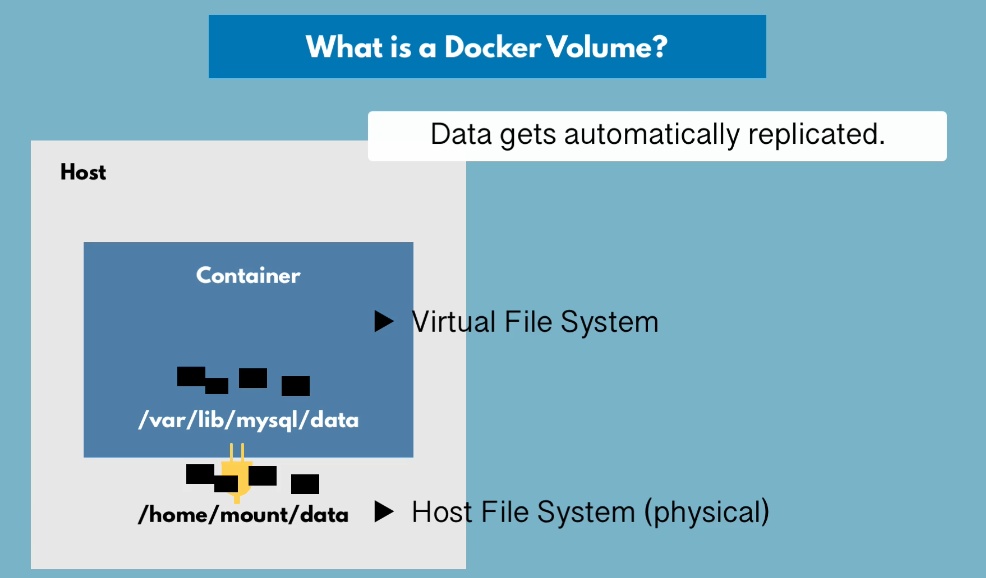 What is a Docker Volume?
Data gets automatically replicated.
Host
Container
Virtual File System
/var/lib/mysql/data
/home/mount/data
Host File System (physical)